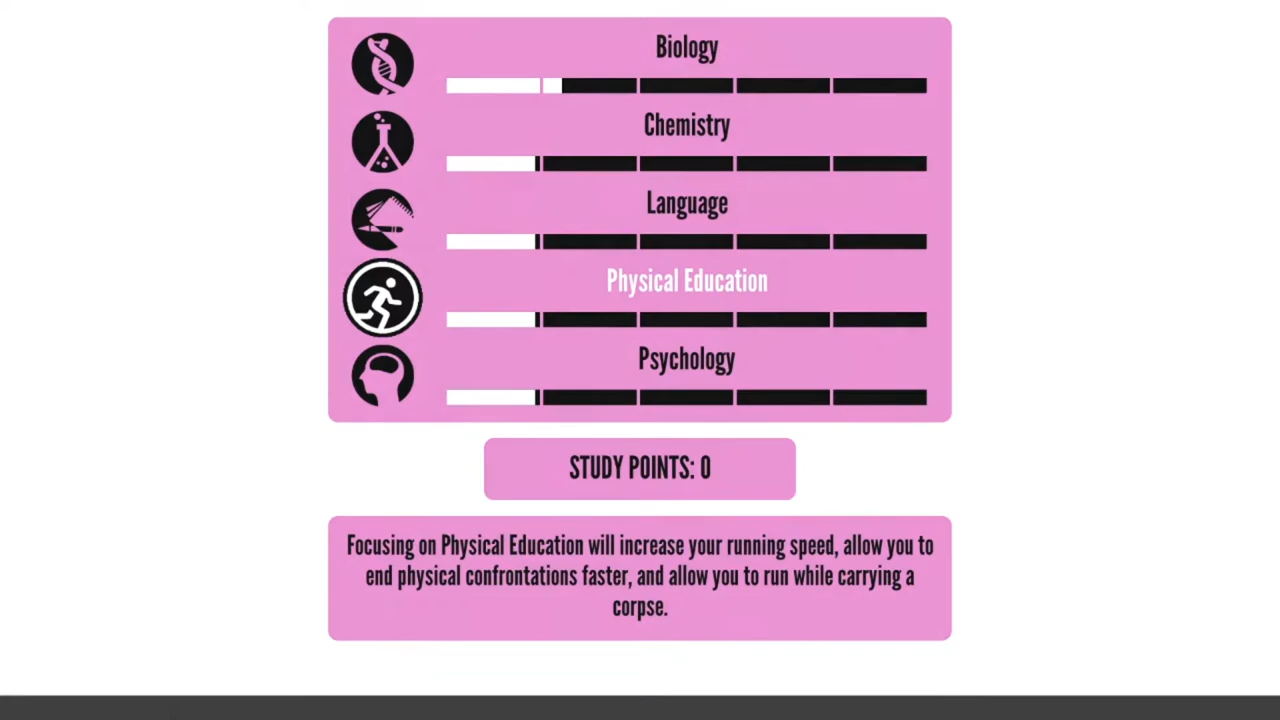 Biology
Chemistry
Language
Physical Education
Psychology
STUDY POINTS: 0
Focusing on Physical Education will increase your running speed, allow you to
end physical confrontations faster, and allow you to run while carrying a
corpse.